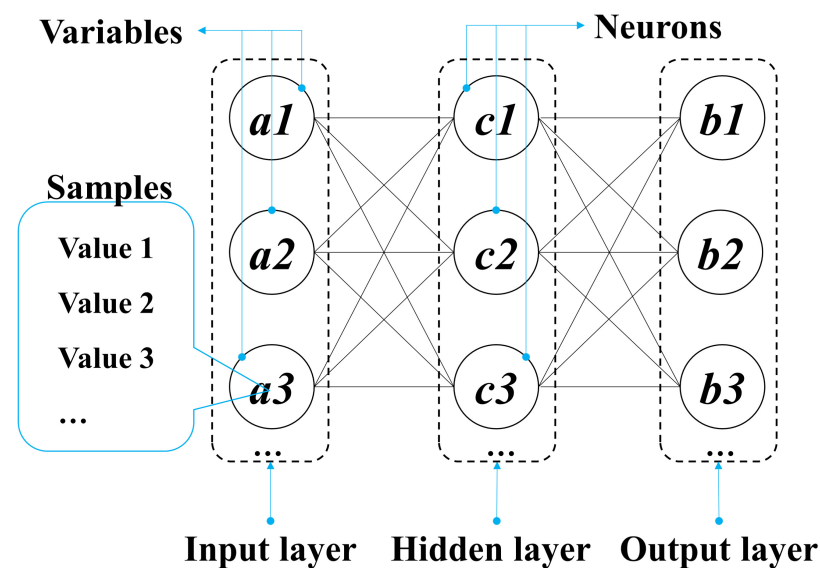 Variables
Neurons
a1 c1 b1
Samples
Value 1
a2 c2 b2
Value 2
Value 3
a3 c3 b3
...
... ... ...
Input layer Hidden layer Output layer